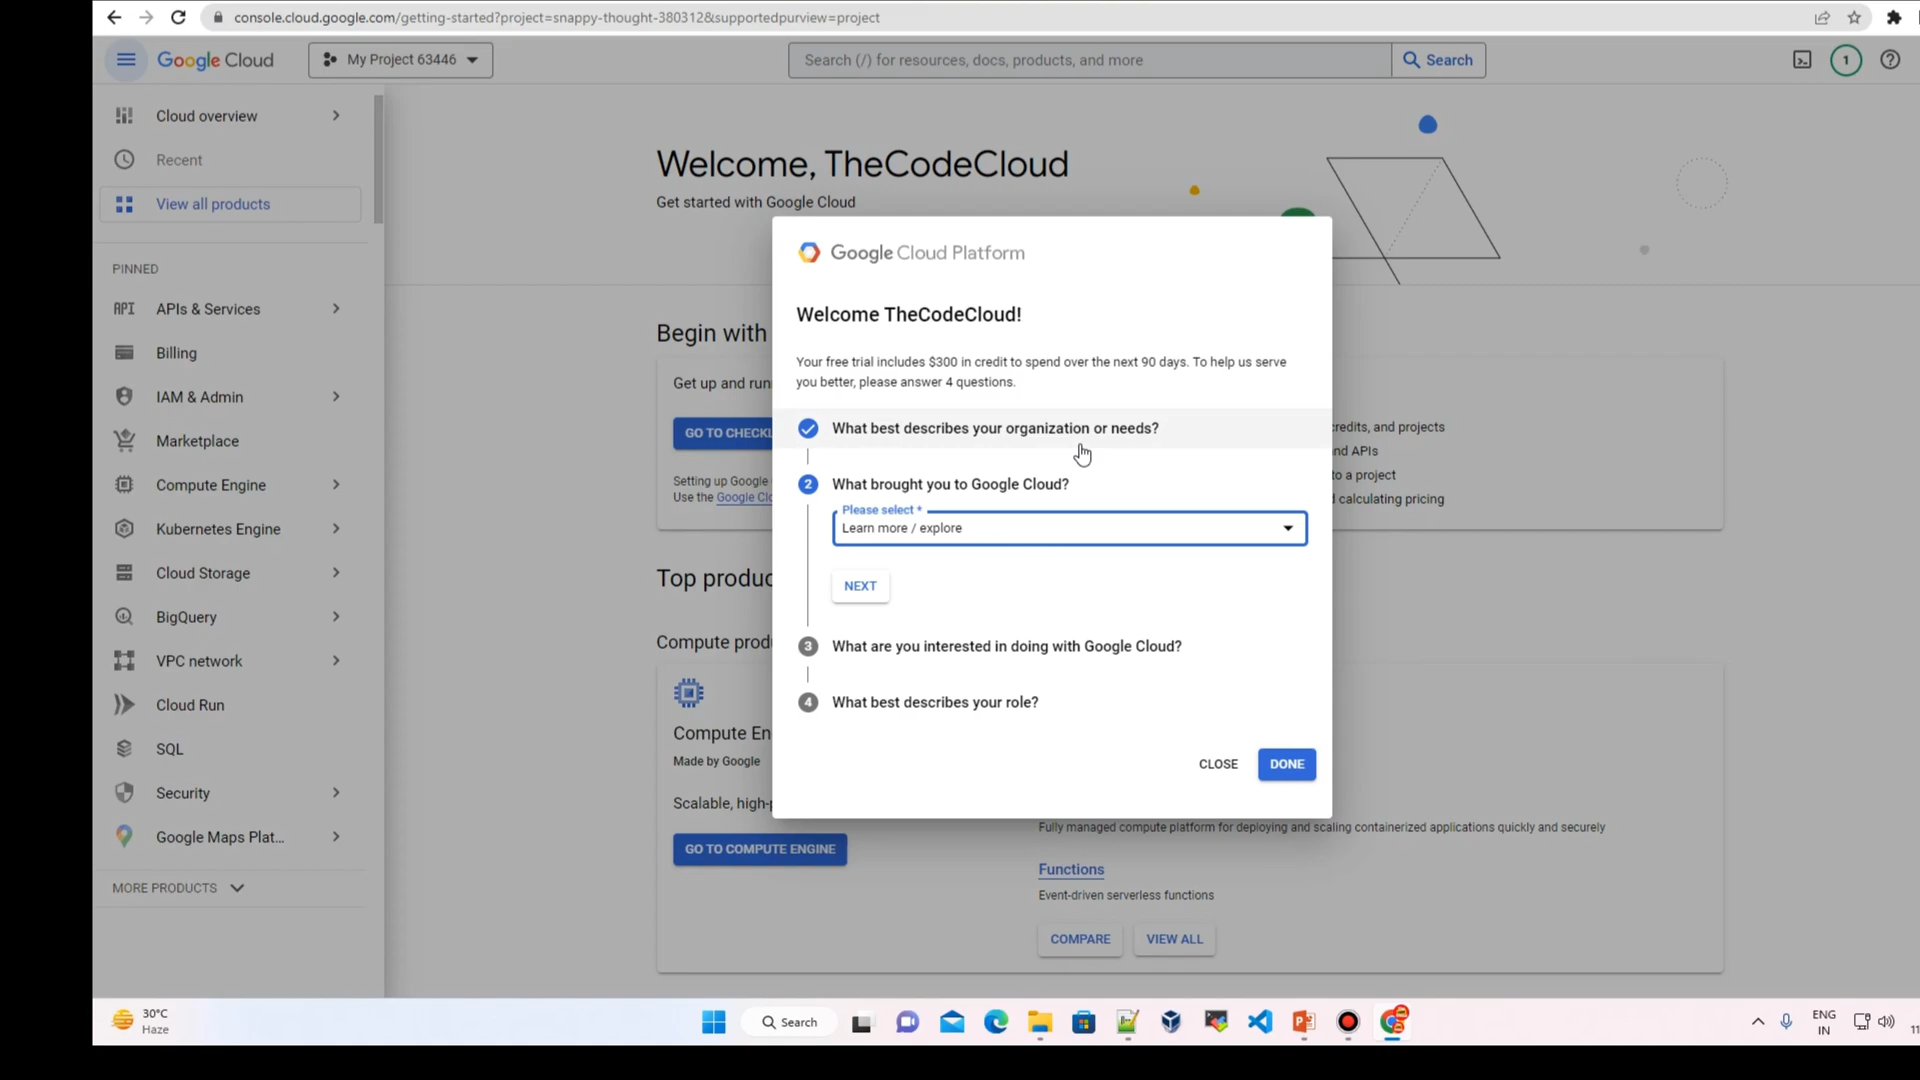 console.cloud.google.com/getting-started?project=snappy-thought-380312&supportedpurview=project
Google Cloud
My Project 63446
Search (/) for resources, docs, products, and more
Search
1
Cloud overview
Recent
View all products
PINNED
API APIs & Services
Billing
IAM & Admin
Marketplace
Compute Engine
Kubernetes Engine
Cloud Storage
BigQuery
VPC network
Cloud Run
SQL
Security
Google Maps Plat...
MORE PRODUCTS
Welcome, TheCodeCloud
Get started with Google Cloud
Begin with
Get up and run
GO TO CHECKL
Setting up Google
Use the Google Clo
credits, and projects
nd APIs
to a project
calculating pricing
Top produc
Compute prod
Compute En
Made by Google
Scalable, high-p
GO TO COMPUTE ENGINE
Fully managed compute platform for deploying and scaling containerized applications quickly and securely
Functions
Event-driven serverless functions
COMPARE
VIEW ALL
Google Cloud Platform
Welcome TheCodeCloud!
Your free trial includes $300 in credit to spend over the next 90 days. To help us serve
you better, please answer 4 questions.
What best describes your organization or needs?
2 What brought you to Google Cloud?
Please select *
Learn more / explore
NEXT
3 What are you interested in doing with Google Cloud?
4 What best describes your role?
CLOSE
DONE
30°C
Haze
Search
ENG
IN